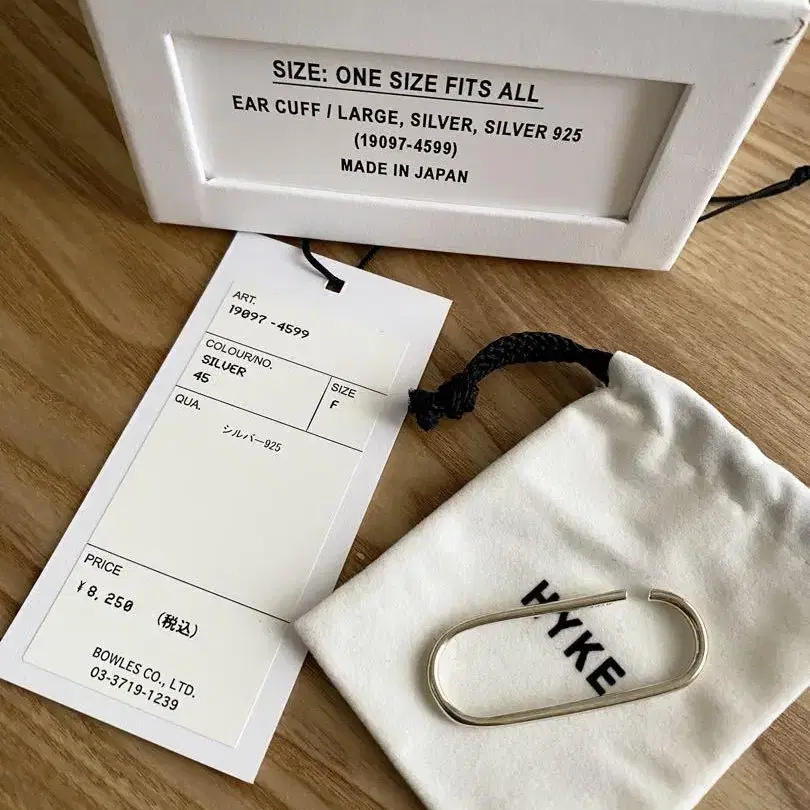 SIZE: ONE SIZE FITS ALL
EAR CUFF / LARGE, SILVER, SILVER 925
(19097-4599)
MADE IN JAPAN
ART.
19097-4599
COLOUR/NO.
SILVER
45
SIZE
F
QUA.
シルバー925
PRICE
¥8,250 (税込)
BOWLES CO., LTD.
03-3719-1239
HYKE